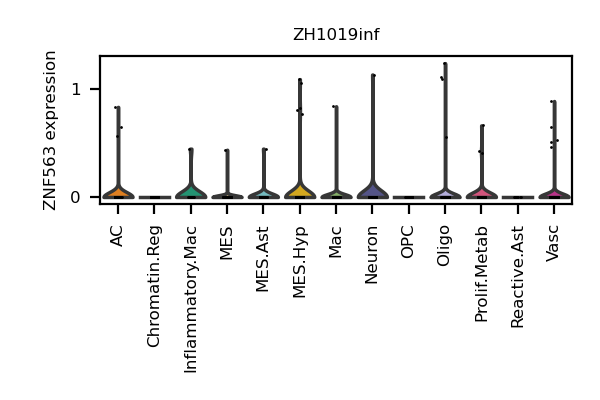 ZH1019inf
ZNF563 expression
1
0
AC
Chromatin.Reg
Inflammatory.Mac
MES
MES.Ast
MES.Hyp
Mac
Neuron
OPC
Oligo
Prolif.Metab
Reactive.Ast
Vasc